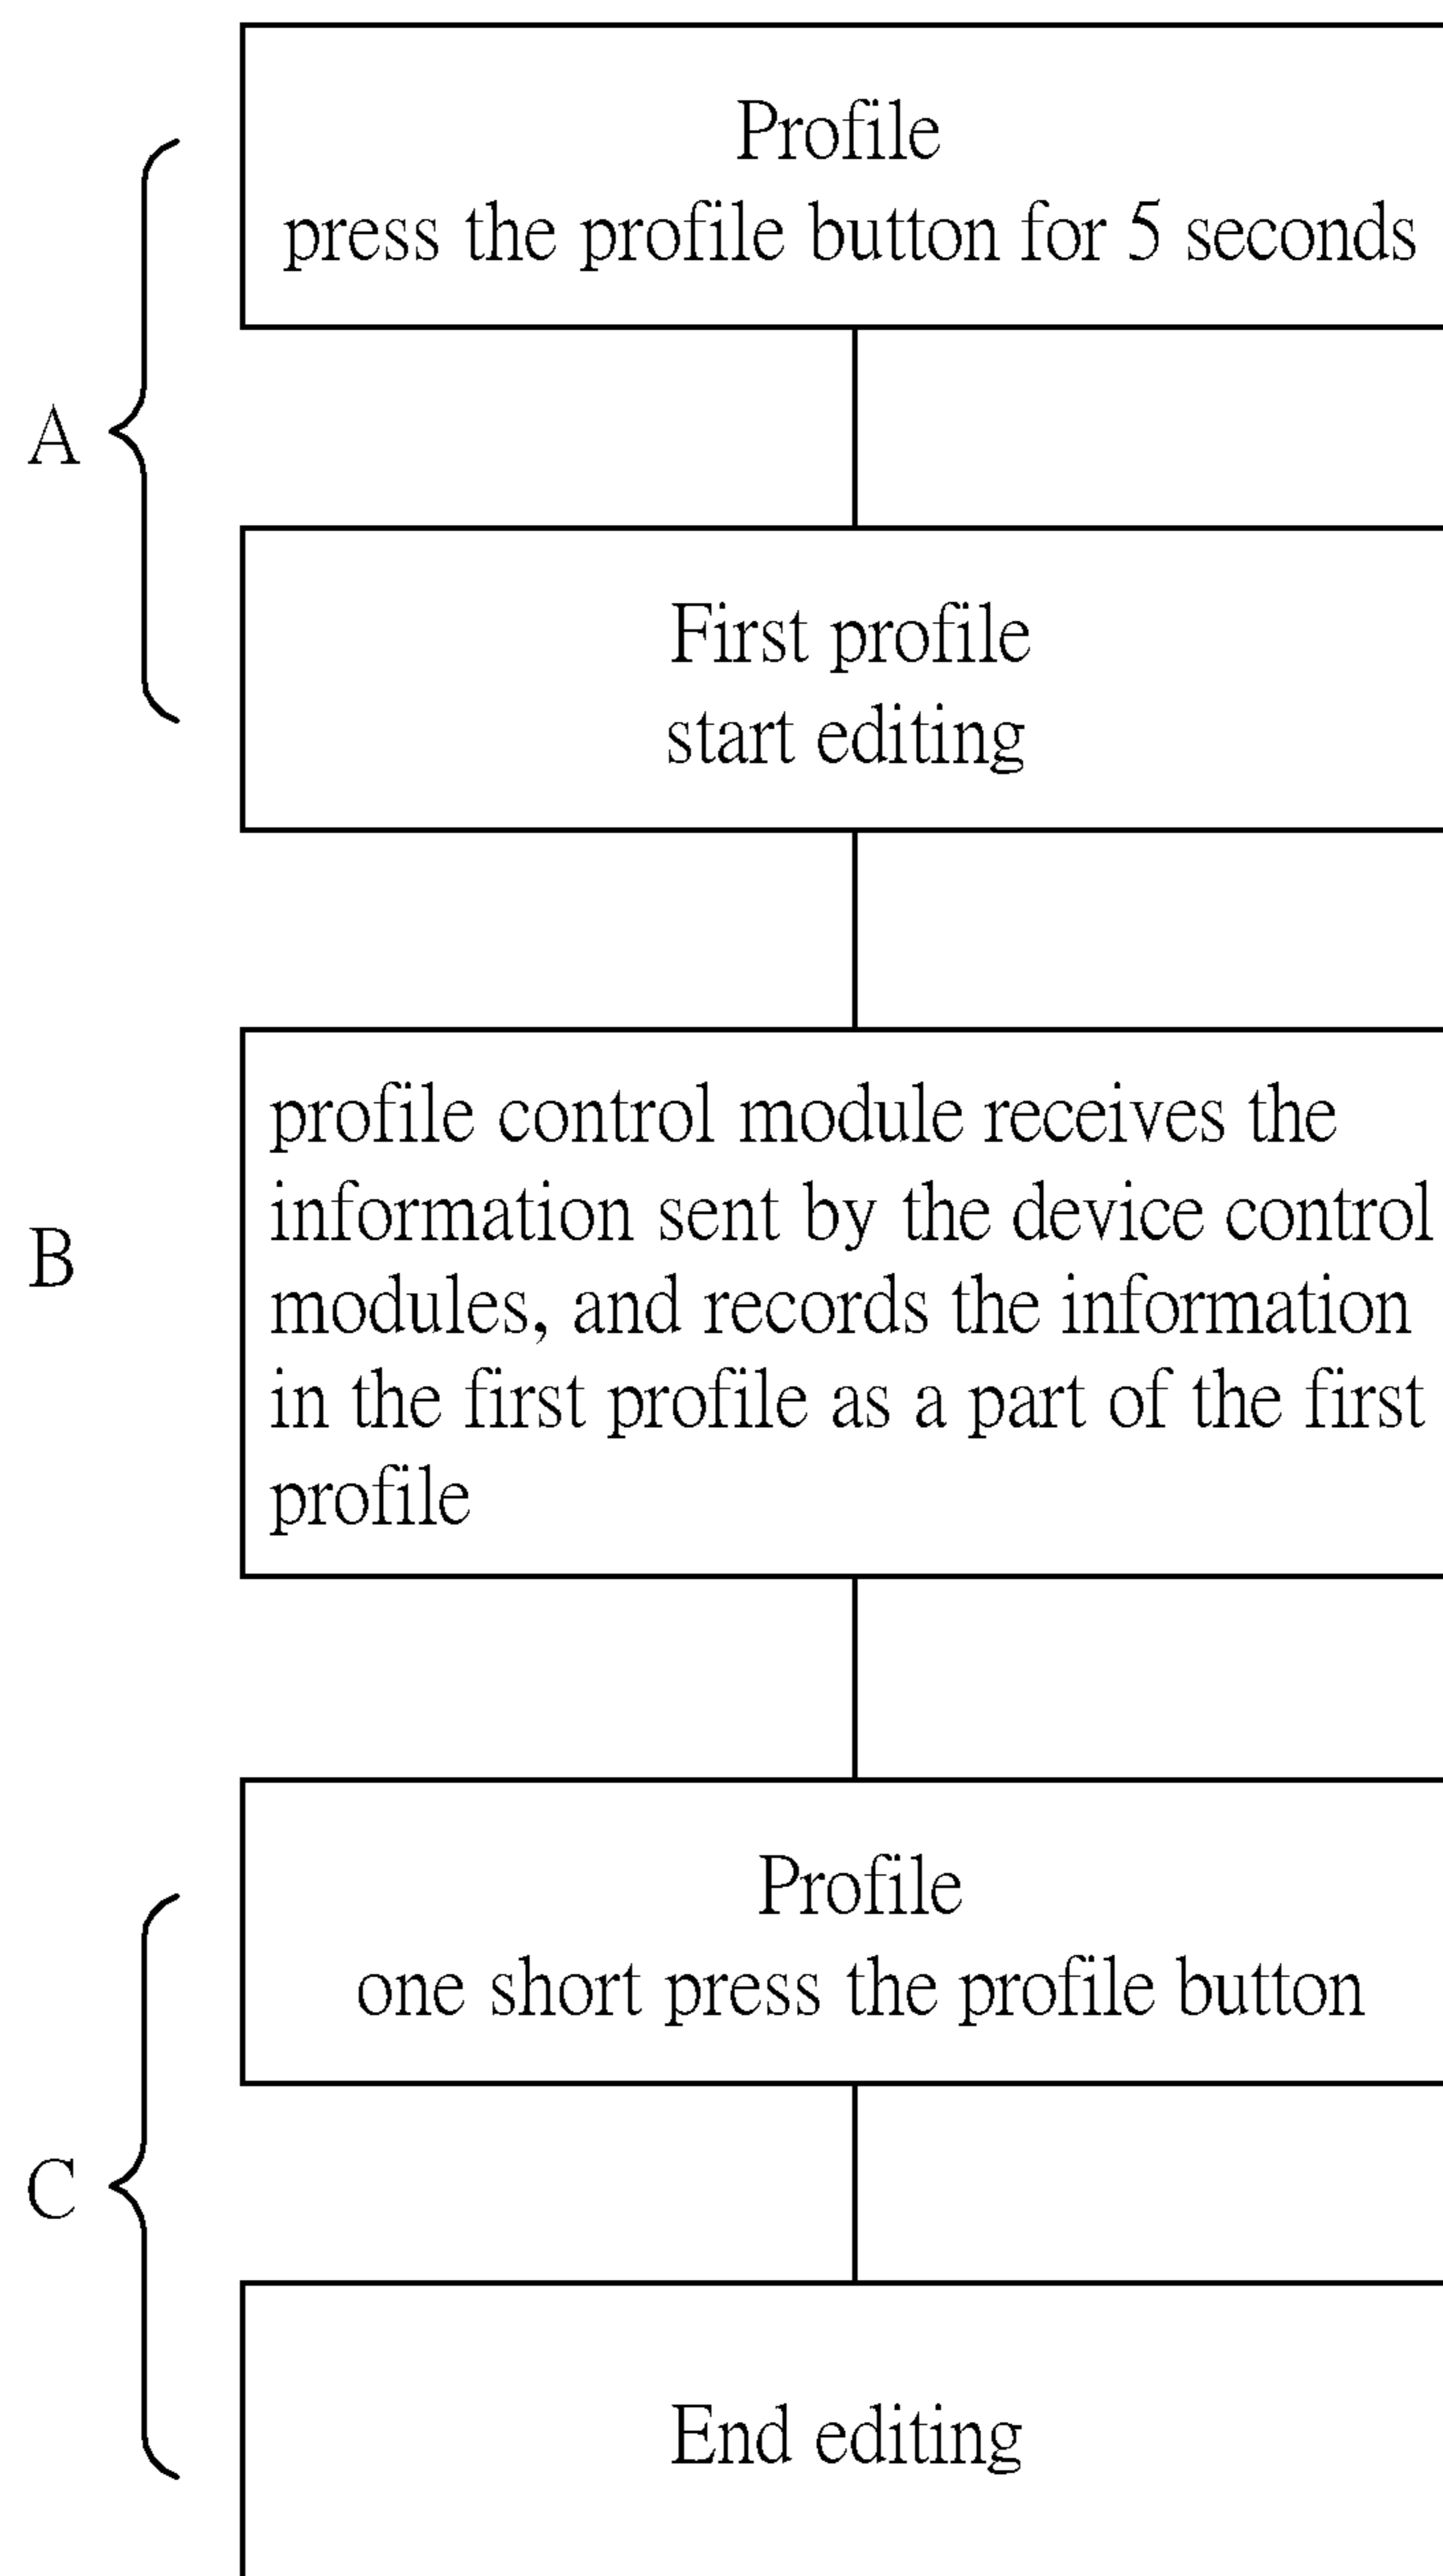 Profile
press the profile button for 5 seconds
A
First profile
start editing
profile control module receives the
information sent by the device control
B
modules, and records the information
in the first profile as a part of the first
profile
Profile
one short press the profile button
C
End editing